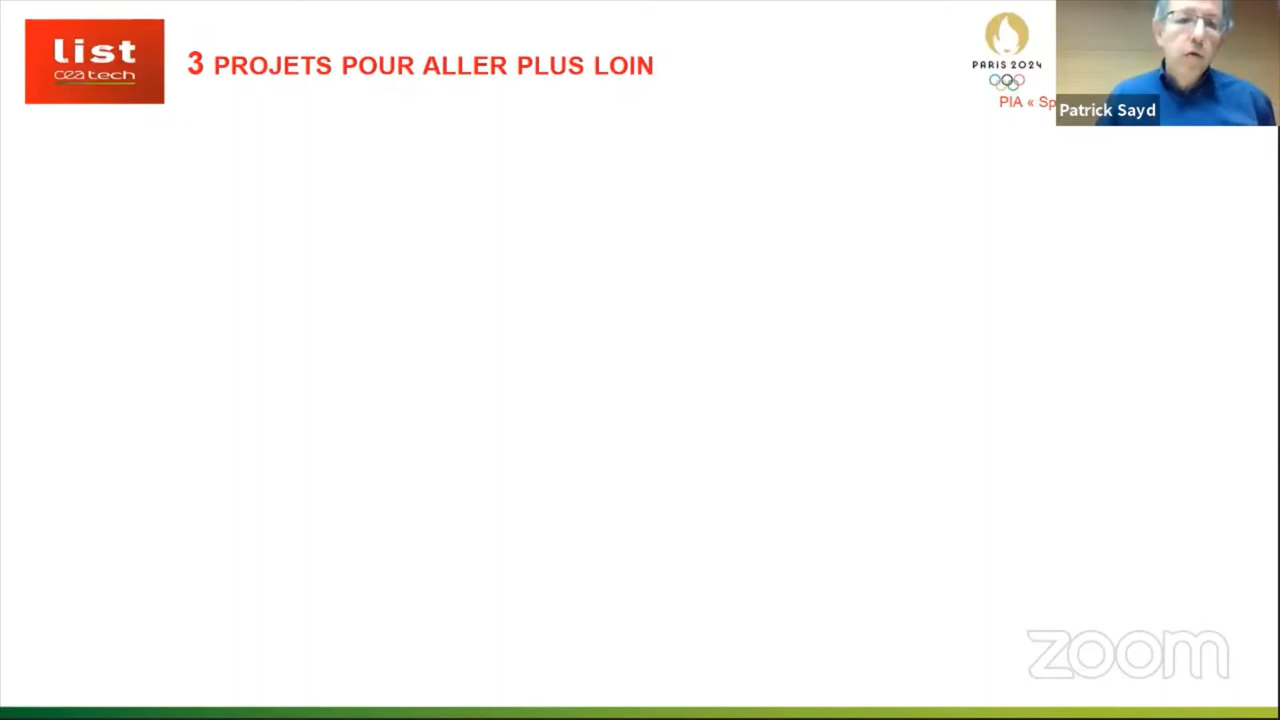 list
cea tech
3 PROJETS POUR ALLER PLUS LOIN
PARIS 2024
PIA « Sp
Patrick Sayd
zoom